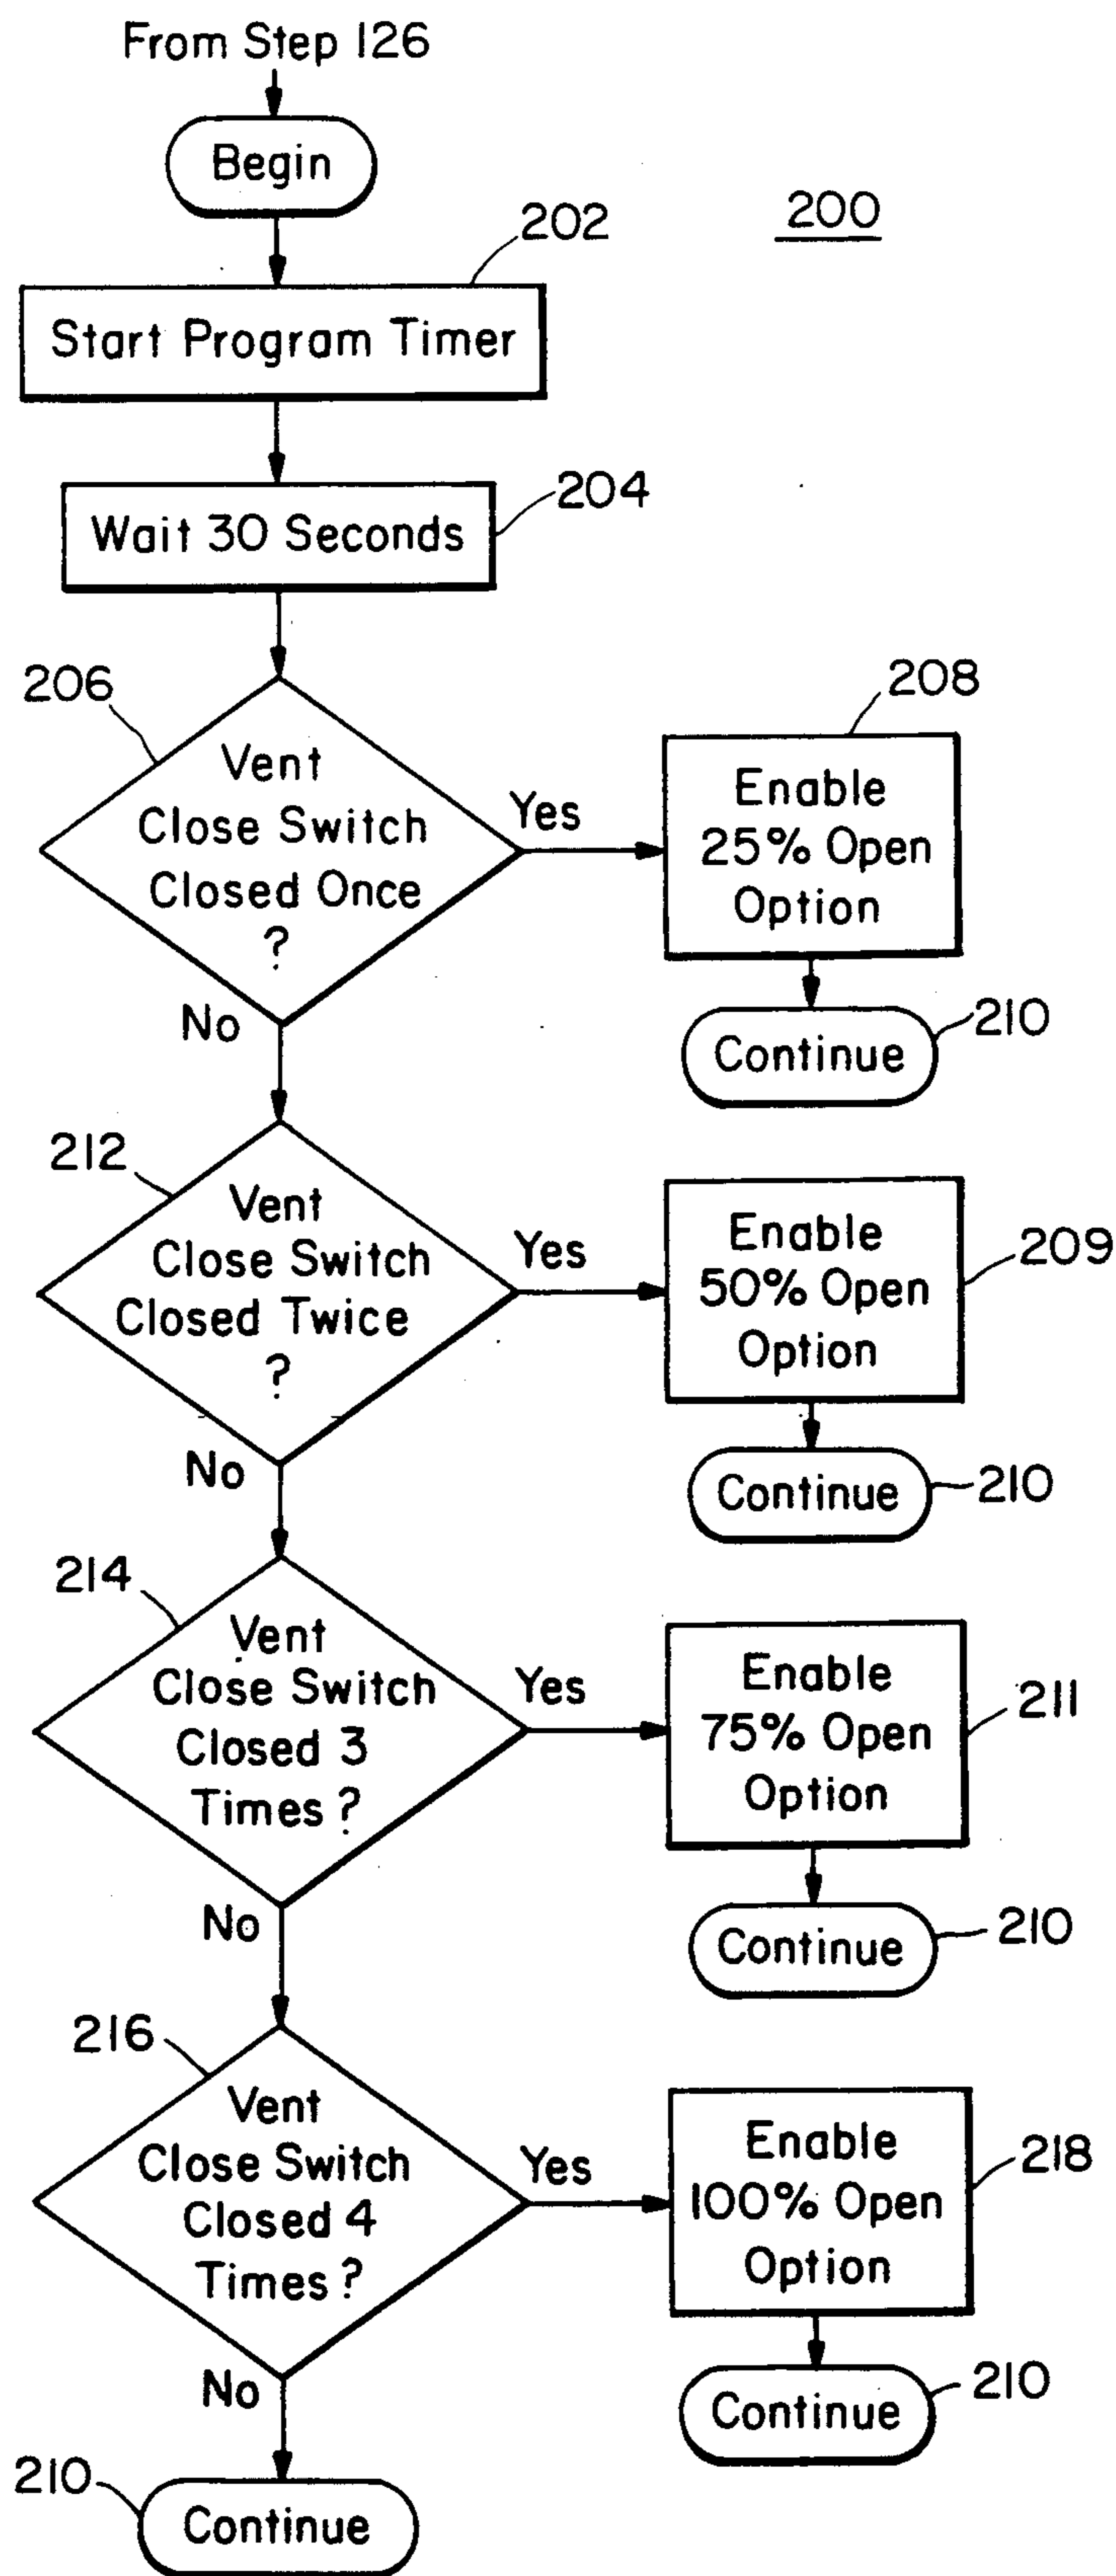 From Step 126
Begin
200
202
Start Program Timer
204
Wait 30 Seconds
206
Vent
Close Switch
Closed Once
?
Yes
No
208
Enable
25% Open
Option
Continue
210
212
Vent
Close Switch
Closed Twice
?
Yes
No
Enable
50% Open
Option
209
Continue
210
214
Vent
Close Switch
Closed 3
Times ?
Yes
No
Enable
75% Open
Option
211
Continue
210
216
Vent
Close Switch
Closed 4
Times ?
Yes
No
Enable
100% Open
Option
218
Continue
210
210
Continue